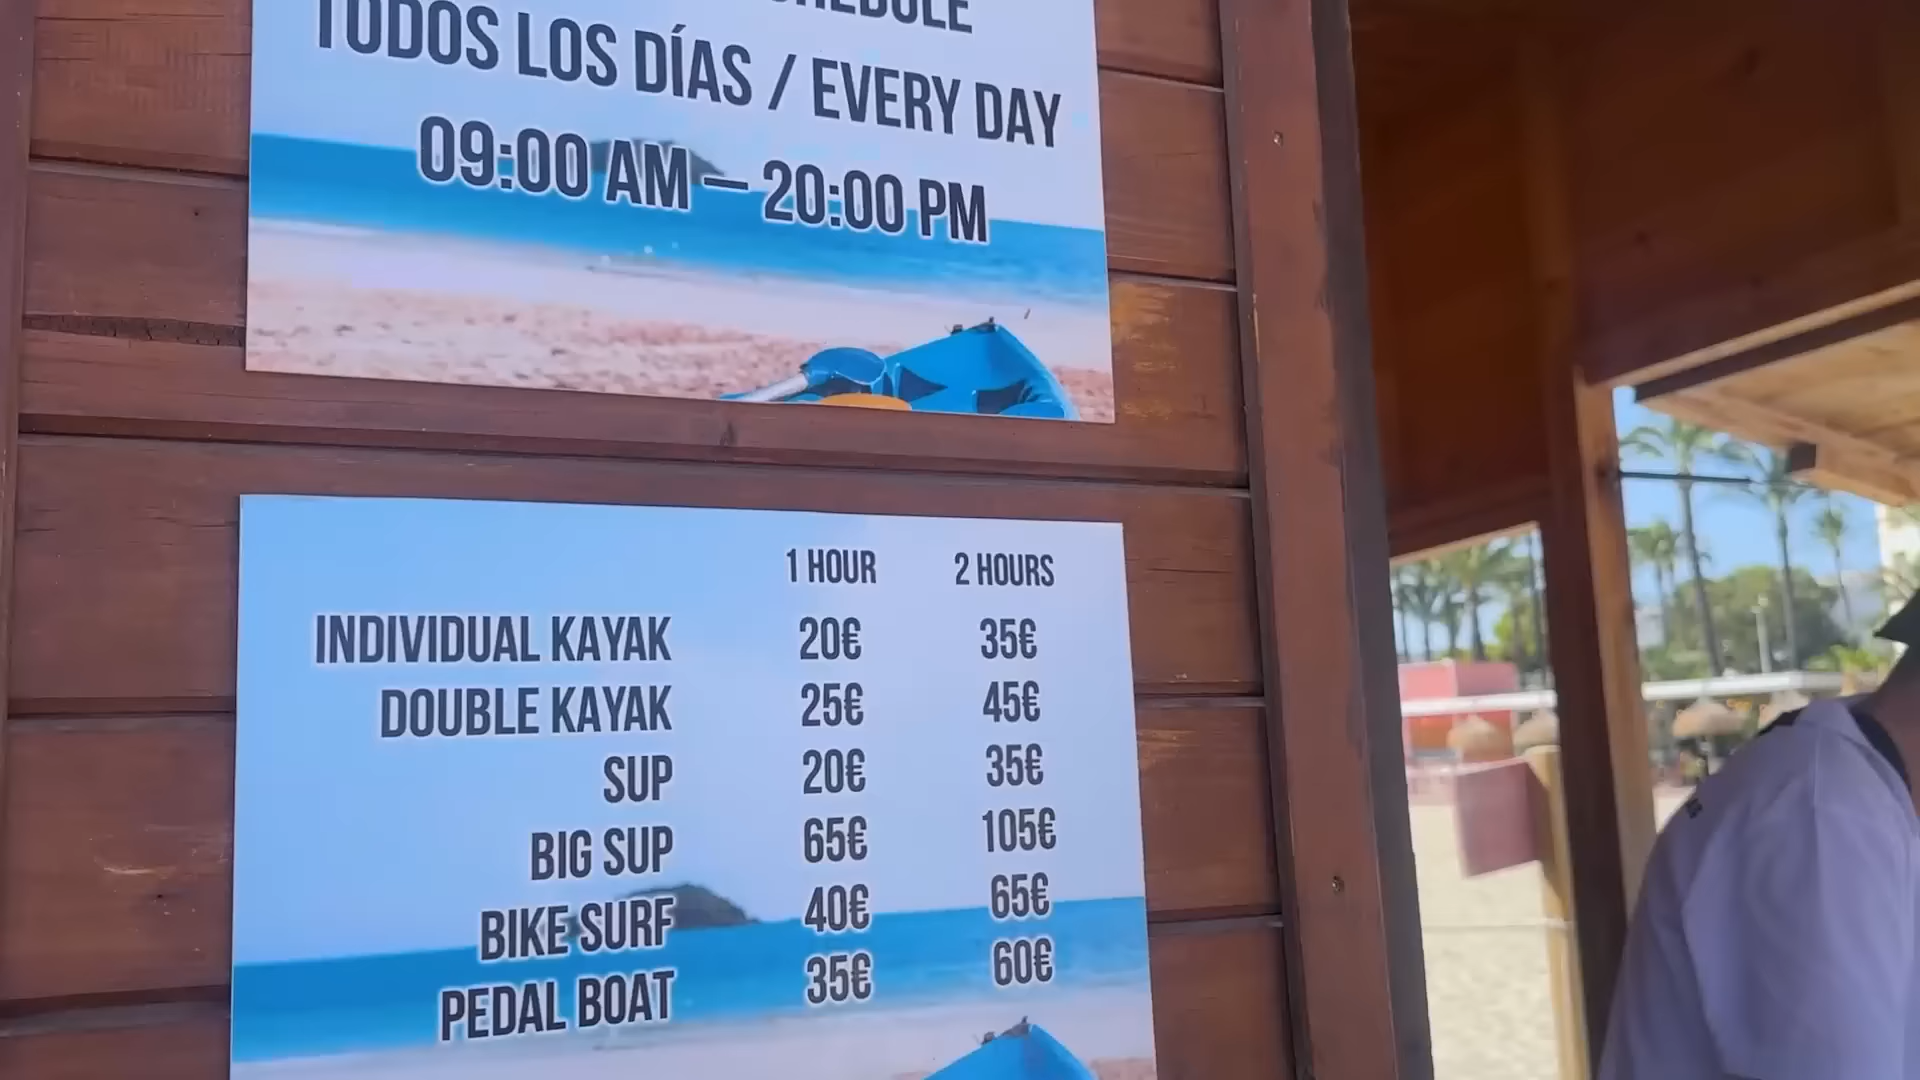 SCHEDULE
TODOS LOS DÍAS / EVERY DAY
09:00 AM – 20:00 PM
1 HOUR 2 HOURS
INDIVIDUAL KAYAK 20€ 35€
DOUBLE KAYAK 25€ 45€
SUP 20€ 35€
BIG SUP 65€ 105€
BIKE SURF 40€ 65€
PEDAL BOAT 35€ 60€